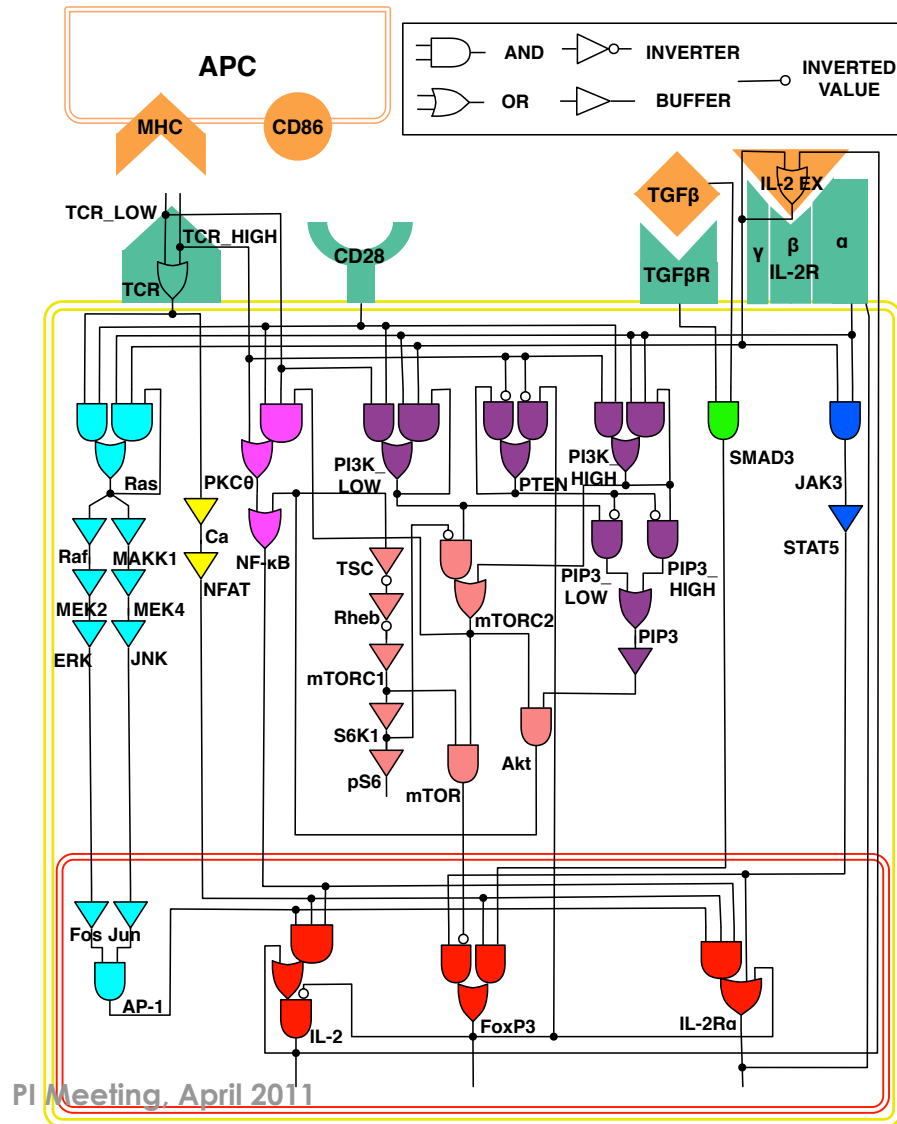 APC
MHC
CD86
AND
INVERTER
OR
BUFFER
INVERTED
VALUE
TCR_LOW
TCR_HIGH
TCR
CD28
TGFβ
TGFβR
IL-2 EX
γ
β
α
IL-2R
Ras
PKCθ
PI3K_
LOW
PTEN
PI3K_
HIGH
SMAD3
JAK3
STAT5
Raf
MAKK1
Ca
NFAT
NF-κB
TSC
MEK2
MEK4
Rheb
mTORC2
PIP3_
LOW
PIP3_
HIGH
PIP3
ERK
JNK
mTORC1
S6K1
pS6
mTOR
Akt
Fos
Jun
AP-1
IL-2
FoxP3
IL-2Rα
PI Meeting, April 2011